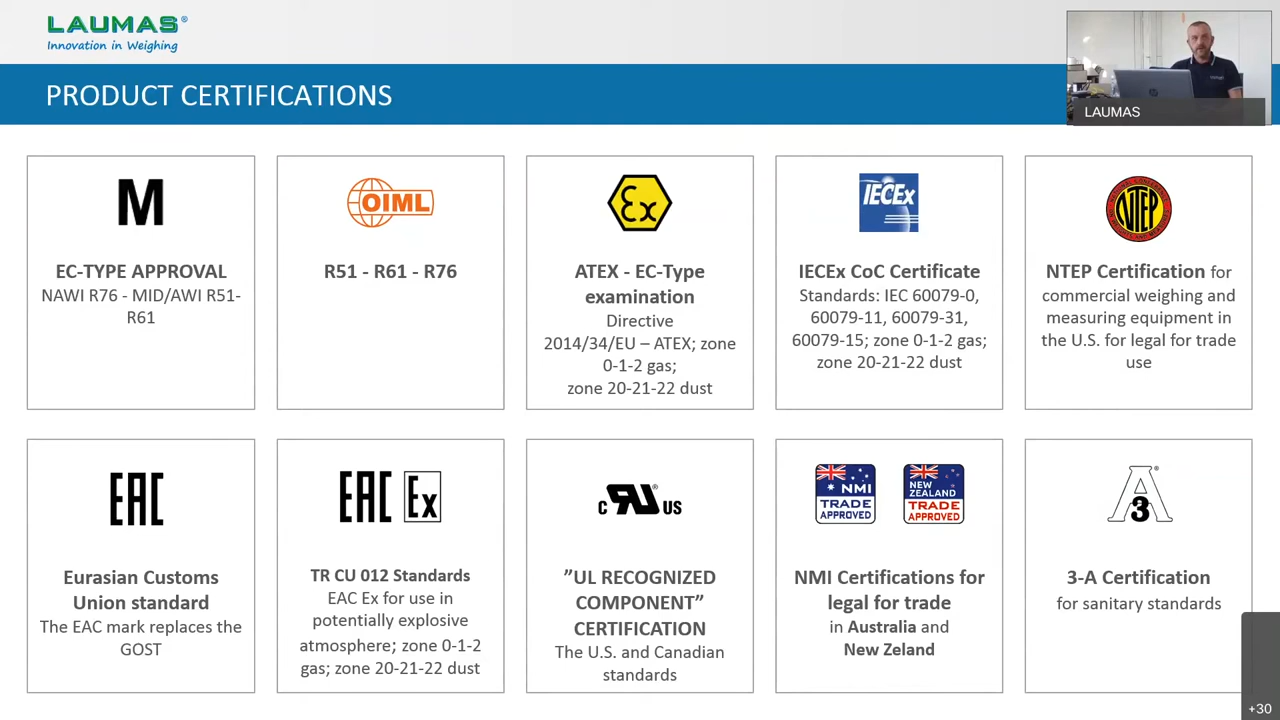 LAUMAS®
Innovation in Weighing
PRODUCT CERTIFICATIONS
LAUMAS
M
EC-TYPE APPROVAL
NAWI R76 - MID/AWI R51-
R61
OIML
R51 - R61 - R76
Ex
ATEX - EC-Type
examination
Directive
2014/34/EU – ATEX; zone
0-1-2 gas;
zone 20-21-22 dust
IECEx
IECEx CoC Certificate
Standards: IEC 60079-0,
60079-11, 60079-31,
60079-15; zone 0-1-2 gas;
zone 20-21-22 dust
NTEP
NTEP Certification for
commercial weighing and
measuring equipment in
the U.S. for legal for trade
use
EAC
Eurasian Customs
Union standard
The EAC mark replaces the
GOST
EAC Ex
TR CU 012 Standards
EAC Ex for use in
potentially explosive
atmosphere; zone 0-1-2
gas; zone 20-21-22 dust
C RU® US
”UL RECOGNIZED
COMPONENT”
CERTIFICATION
The U.S. and Canadian
standards
NMI
TRADE
APPROVED
NEW
ZEALAND
TRADE
APPROVED
NMI Certifications for
legal for trade
in Australia and
New Zeland
A 3®
3-A Certification
for sanitary standards
+30